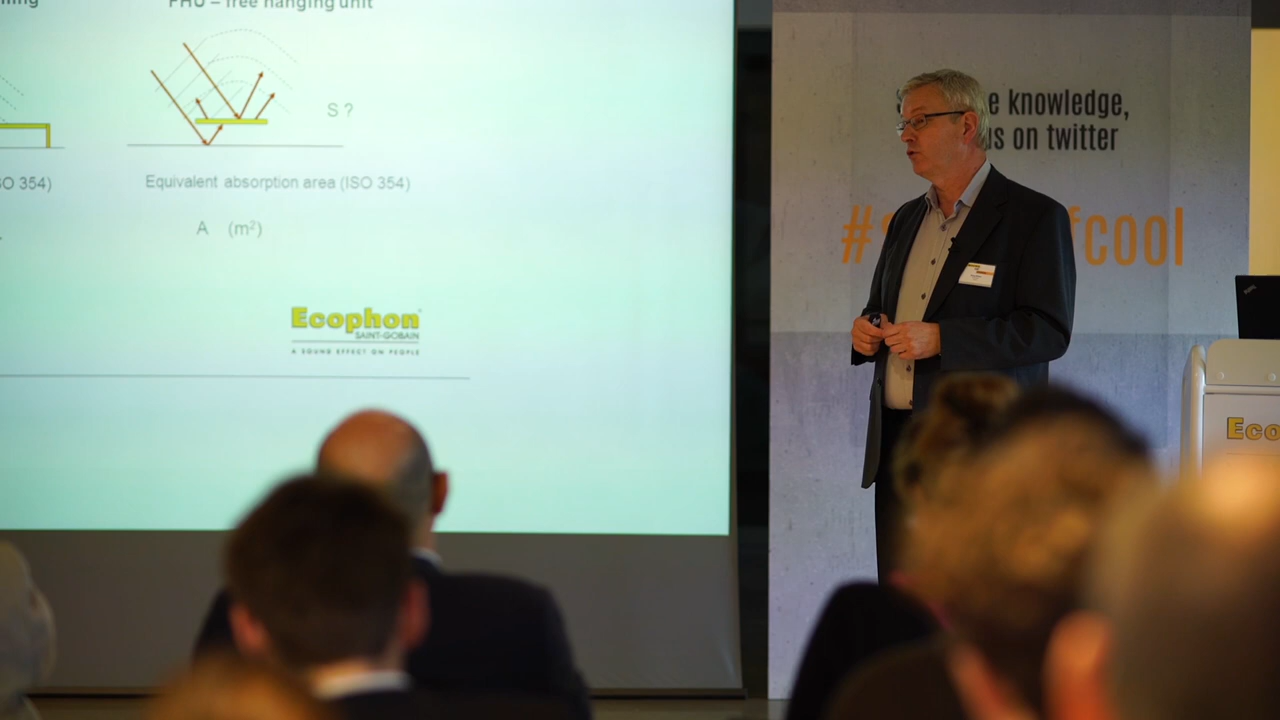 FHU – free hanging unit
S ?
SO 354)
Equivalent absorption area (ISO 354)
A (m²)
Ecophon
SAINT-GOBAIN
A SOUND EFFECT ON PEOPLE
e knowledge,
us on twitter
#s fcool
Eco